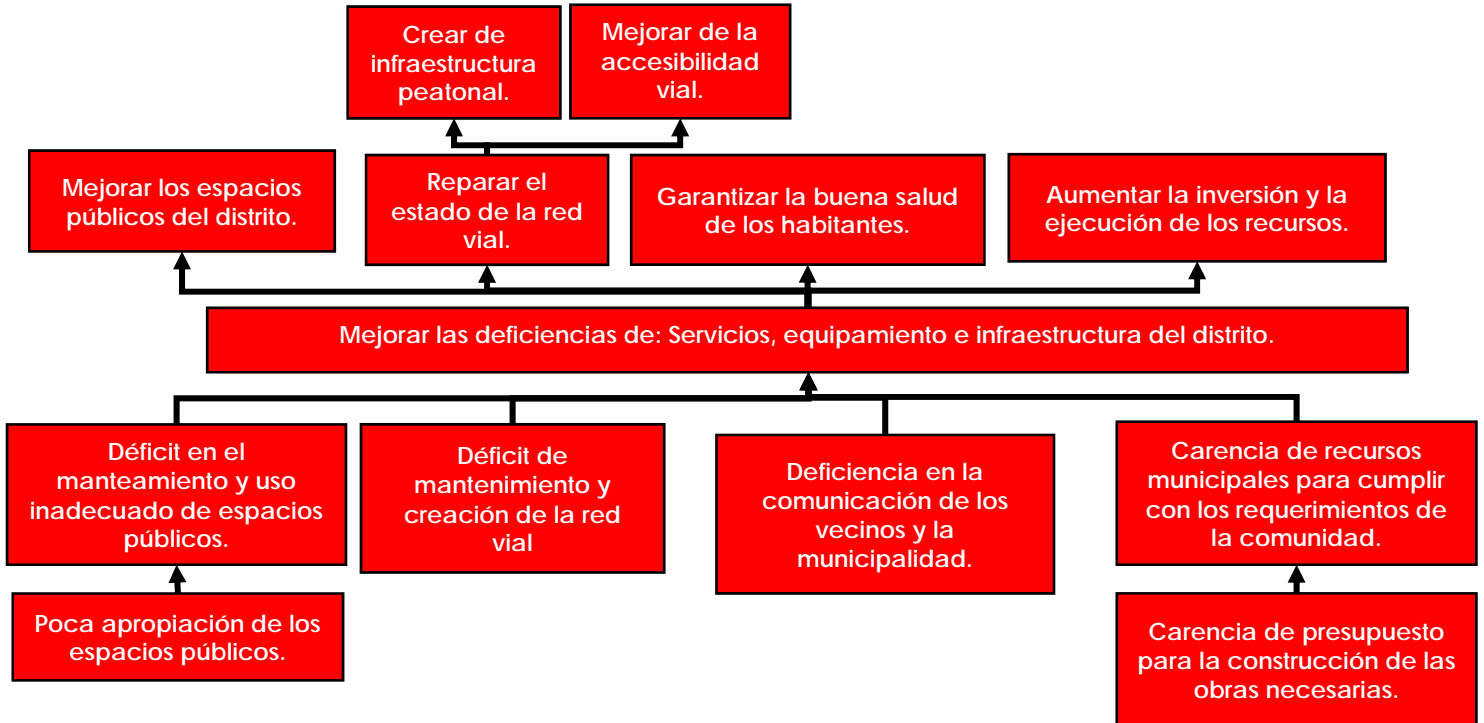 Crear de
infraestructura
peatonal.
Mejorar de la
accesibilidad
vial.
Mejorar los espacios
públicos del distrito.
Reparar el
estado de la red
vial.
Garantizar la buena salud
de los habitantes.
Aumentar la inversión y la
ejecución de los recursos.
Mejorar las deficiencias de: Servicios, equipamiento e infraestructura del distrito.
Déficit en el
manteamiento y uso
inadecuado de espacios
públicos.
Déficit de
mantenimiento y
creación de la red
vial
Deficiencia en la
comunicación de los
vecinos y la
municipalidad.
Carencia de recursos
municipales para cumplir
con los requerimientos de
la comunidad.
Poca apropiación de los
espacios públicos.
Carencia de presupuesto
para la construcción de las
obras necesarias.